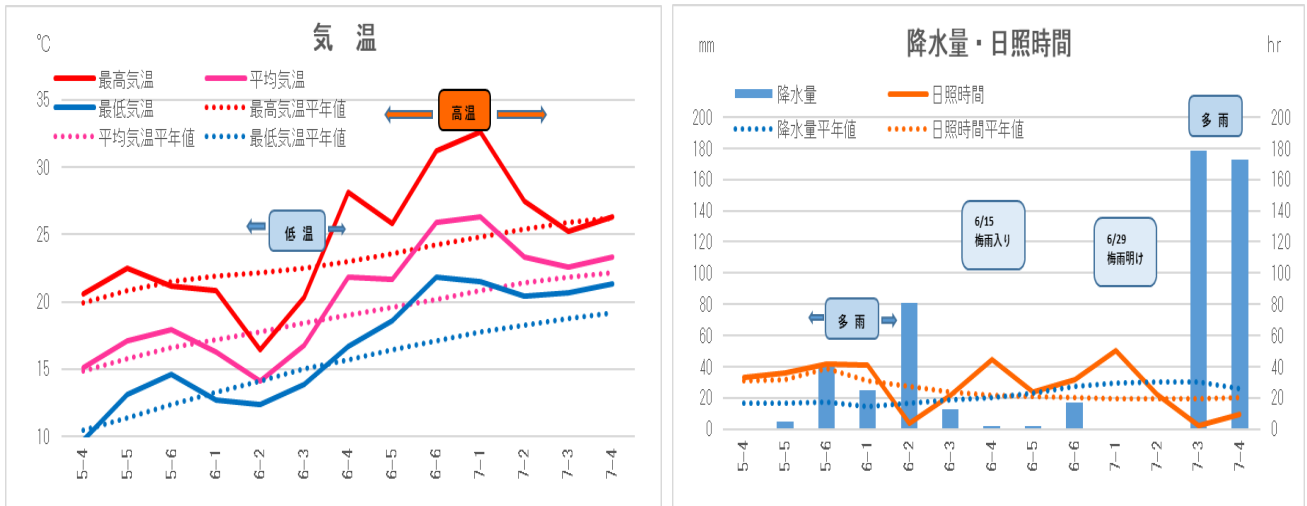 気　温
℃
最高気温
平均気温
最低気温
最高気温平年値
平均気温平年値
最低気温平年値
高温
低 温
35
30
25
20
15
10
5-4
5-5
5-6
6-1
6-2
6-3
6-4
6-5
6-6
7-1
7-2
7-3
7-4
降水量・日照時間
mm
hr
降水量
日照時間
降水量平年値
日照時間平年値
多 雨
6/15
梅雨入り
6/29
梅雨明け
多 雨
200
180
160
140
120
100
80
60
40
20
0
200
180
160
140
120
100
80
60
40
20
0
5-4
5-5
5-6
6-1
6-2
6-3
6-4
6-5
6-6
7-1
7-2
7-3
7-4